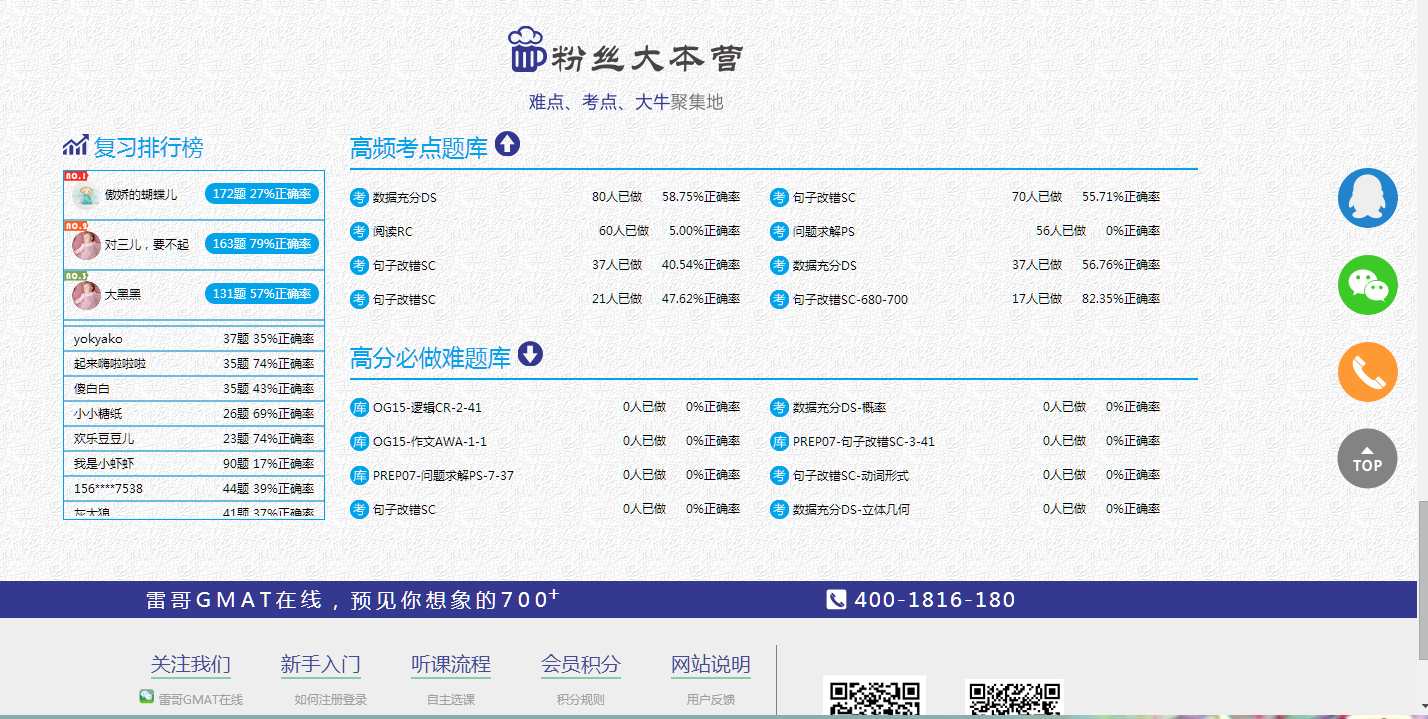 粉丝大本营
难点、考点、大牛聚集地
复习排行榜
NO.1
傲娇的蝴蝶儿 172题 27%正确率
NO.2
对三儿，要不起 163题 79%正确率
NO.3
大黑黑 131题 57%正确率
yokyako 37题 35%正确率
起来嗨啦啦啦 35题 74%正确率
傻白白 35题 43%正确率
小小糖纸 26题 69%正确率
欢乐豆豆儿 23题 74%正确率
我是小虾虾 90题 17%正确率
156****7538 44题 39%正确率
灰太狼 41题 37%正确率
高频考点题库
考 数据充分DS 80人已做 58.75%正确率 考 句子改错SC 70人已做 55.71%正确率
考 阅读RC 60人已做 5.00%正确率 考 问题求解PS 56人已做 0%正确率
考 句子改错SC 37人已做 40.54%正确率 考 数据充分DS 37人已做 56.76%正确率
考 句子改错SC 21人已做 47.62%正确率 考 句子改错SC-680-700 17人已做 82.35%正确率
高分必做难题库
库 OG15-逻辑CR-2-41 0人已做 0%正确率 考 数据充分DS-概率 0人已做 0%正确率
库 OG15-作文AWA-1-1 0人已做 0%正确率 库 PREP07-句子改错SC-3-41 0人已做 0%正确率
库 PREP07-问题求解PS-7-37 0人已做 0%正确率 考 句子改错SC-动词形式 0人已做 0%正确率
考 句子改错SC 0人已做 0%正确率 考 数据充分DS-立体几何 0人已做 0%正确率
TOP
雷哥GMAT在线，预见你想象的700+ 400-1816-180
关注我们 新手入门 听课流程 会员积分 网站说明
雷哥GMAT在线 如何注册登录 自主选课 积分规则 用户反馈